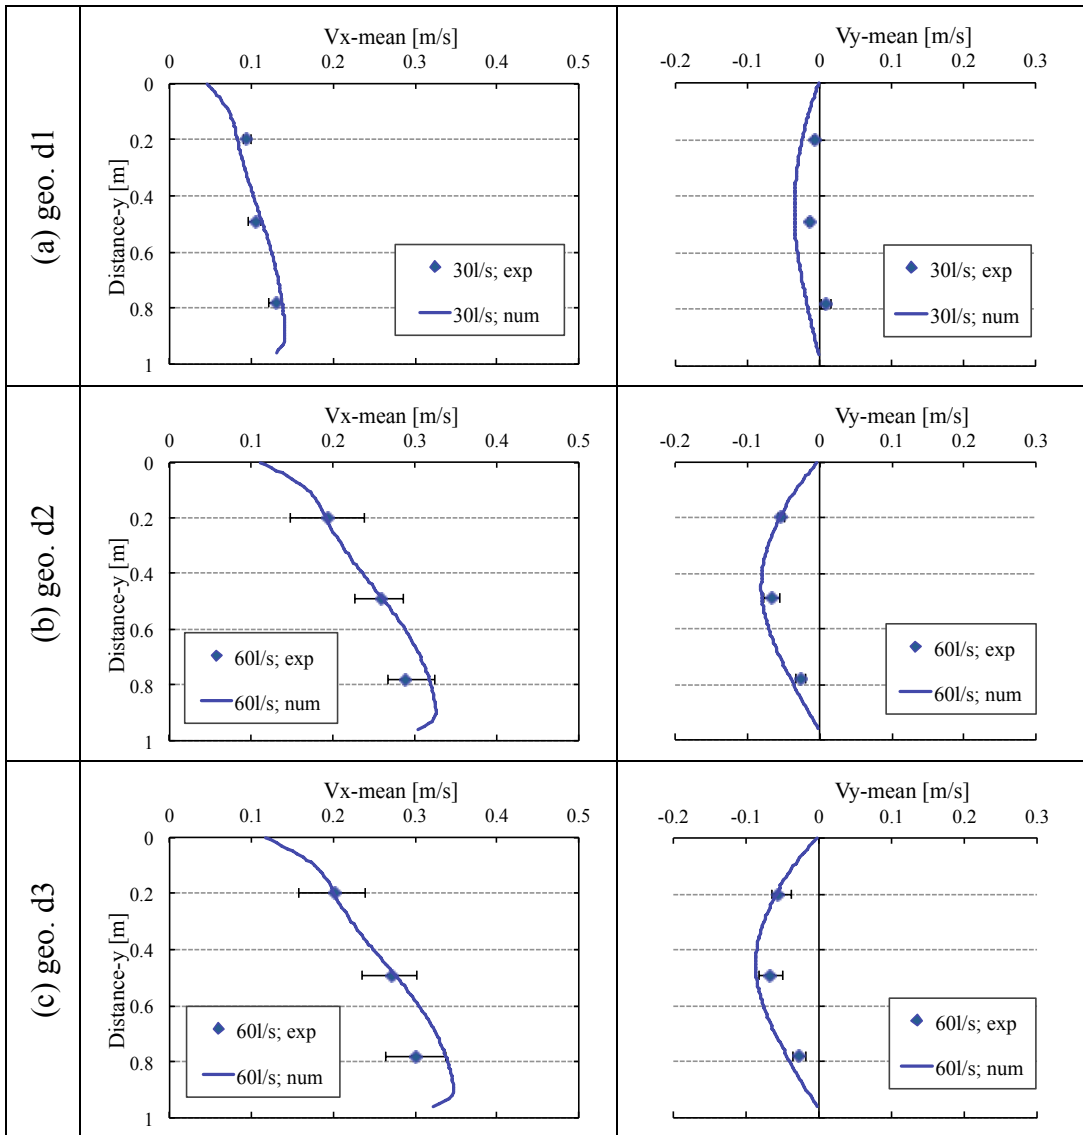 (a) geo. d1
Vx-mean [m/s]
0 0.1 0.2 0.3 0.4 0.5
Distance-y [m]
0
0.2
0.4
0.6
0.8
1
30l/s; exp
30l/s; num
Vy-mean [m/s]
-0.2 -0.1 0 0.1 0.2 0.3
30l/s; exp
30l/s; num
(b) geo. d2
Vx-mean [m/s]
0 0.1 0.2 0.3 0.4 0.5
Distance-y [m]
0
0.2
0.4
0.6
0.8
1
60l/s; exp
60l/s; num
Vy-mean [m/s]
-0.2 -0.1 0 0.1 0.2 0.3
60l/s; exp
60l/s; num
(c) geo. d3
Vx-mean [m/s]
0 0.1 0.2 0.3 0.4 0.5
Distance-y [m]
0
0.2
0.4
0.6
0.8
1
60l/s; exp
60l/s; num
Vy-mean [m/s]
-0.2 -0.1 0 0.1 0.2 0.3
60l/s; exp
60l/s; num